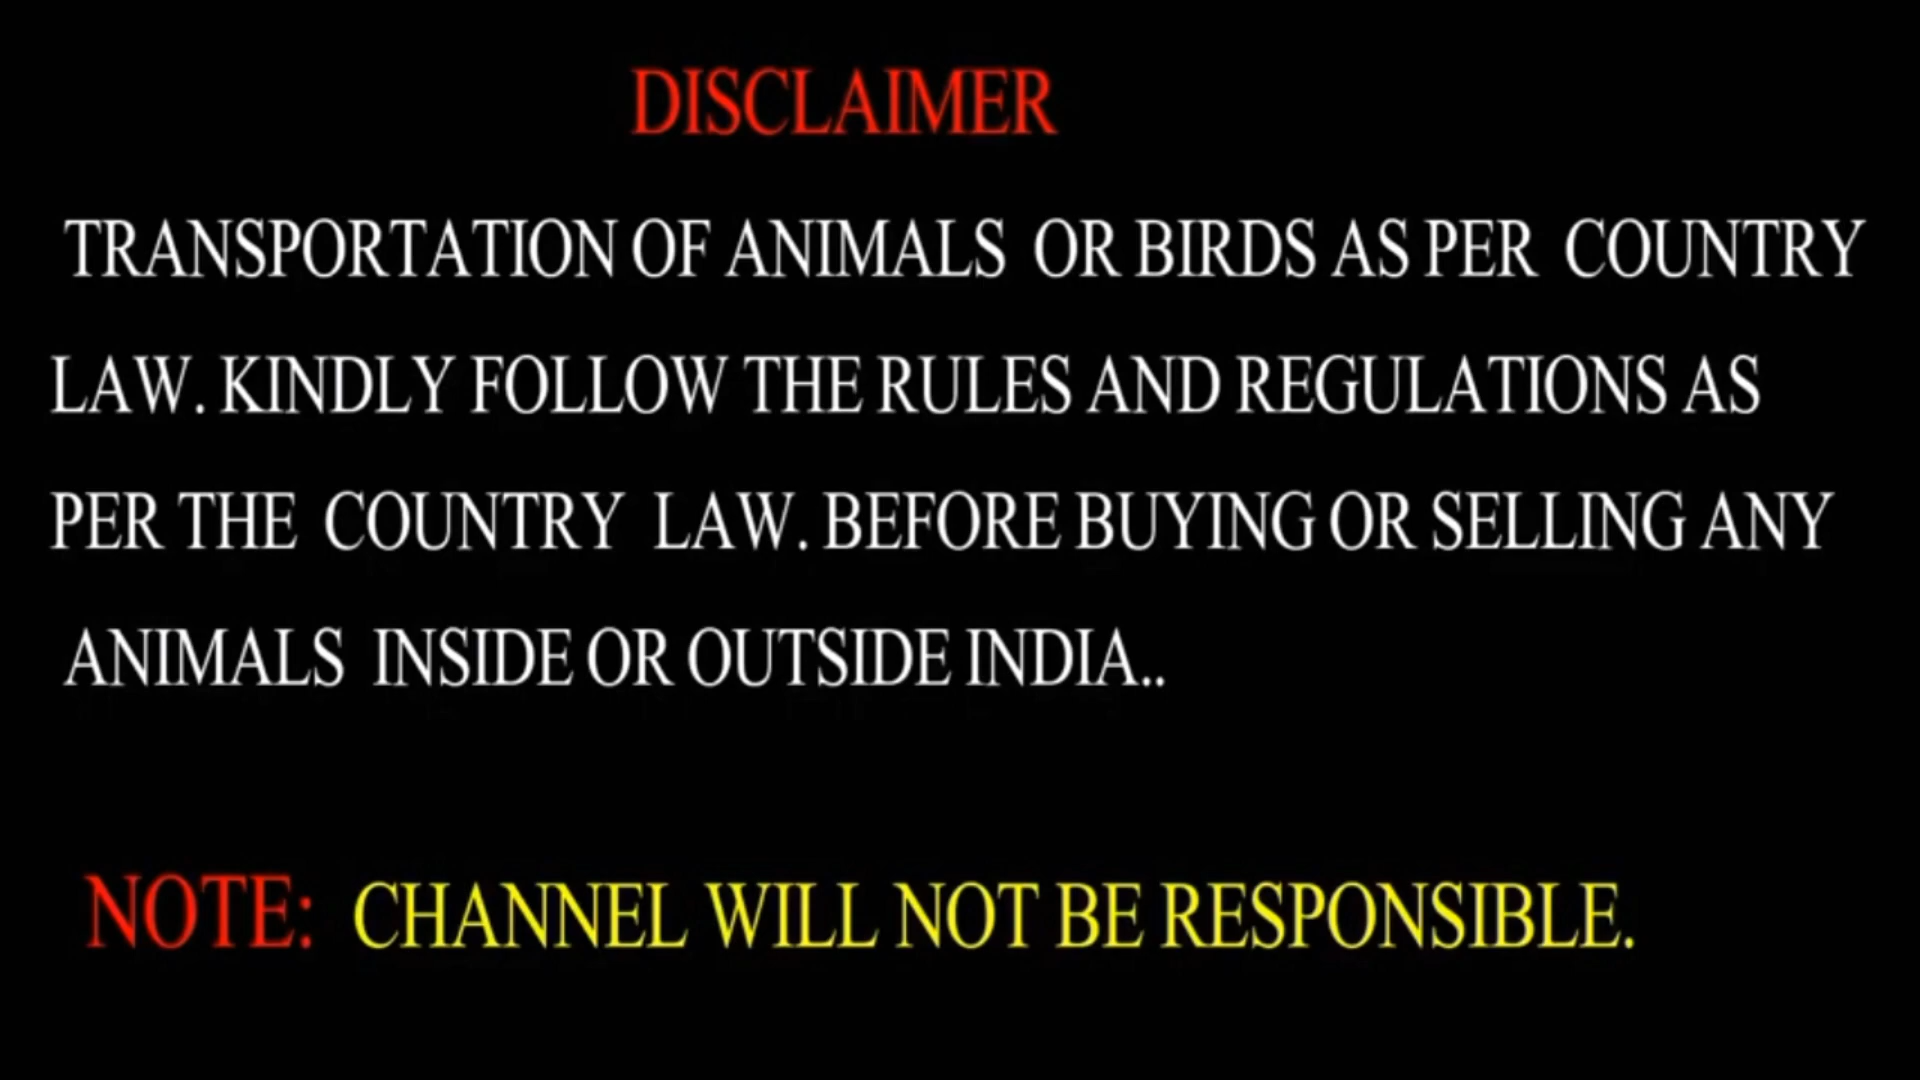 DISCLAIMER
TRANSPORTATION OF ANIMALS OR BIRDS AS PER COUNTRY
LAW. KINDLY FOLLOW THE RULES AND REGULATIONS AS
PER THE COUNTRY LAW. BEFORE BUYING OR SELLING ANY
ANIMALS INSIDE OR OUTSIDE INDIA..
NOTE: CHANNEL WILL NOT BE RESPONSIBLE.